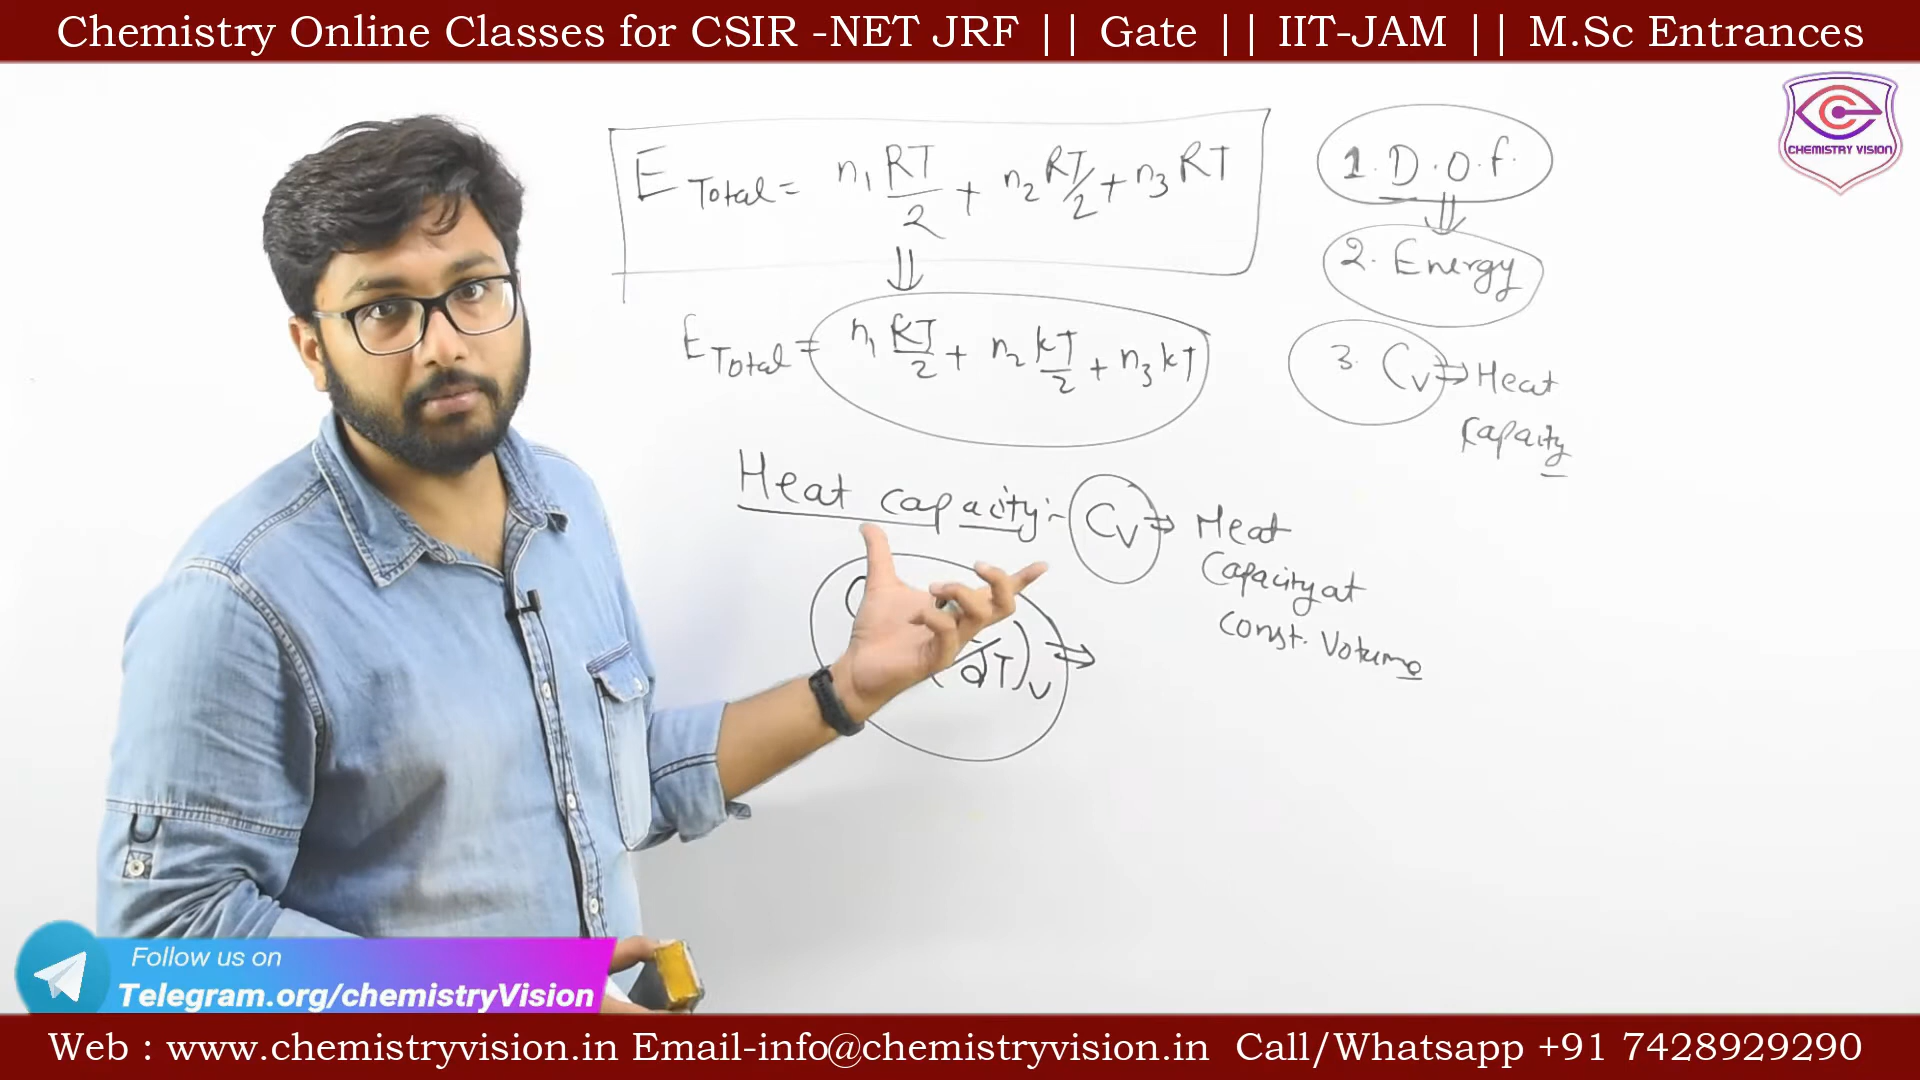 Chemistry Online Classes for CSIR -NET JRF || Gate || IIT-JAM || M.Sc Entrances
CHEMISTRY VISION
E Total = n1 RT/2 + n2 RT/2 + n3 RT
⇓
E Total = n1 KT/2 + n2 kT/2 + n3 kT
1. D.O.f.
⇓
2. Energy
3. Cv ⇒ Heat
Capacity
Heat capacity:- Cv ⇒ Heat
Capacity at
Const. Volume
dT)v ⇒
Follow us on
Telegram.org/chemistryVision
Web : www.chemistryvision.in Email-info@chemistryvision.in Call/Whatsapp +91 7428929290